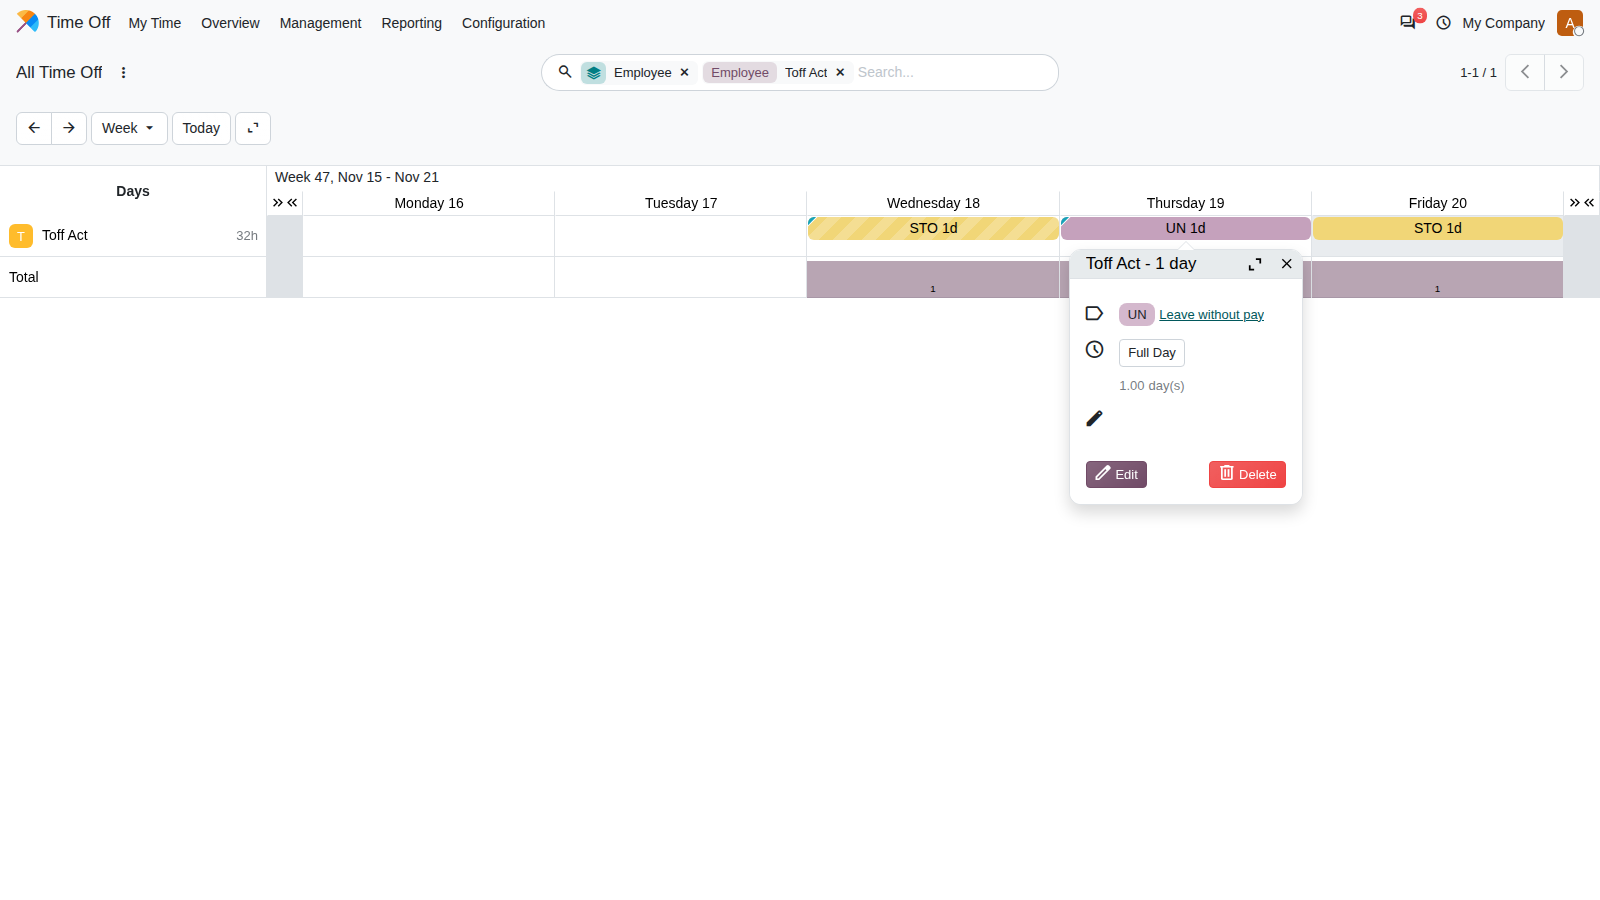 Time Off My Time Overview Management Reporting Configuration 3 My Company A
All Time Off Employee × Employee Toff Act × Search... 1-1 / 1
Week Today
Days Week 47, Nov 15 - Nov 21
Monday 16 Tuesday 17 Wednesday 18 Thursday 19 Friday 20
T Toff Act 32h STO 1d UN 1d STO 1d
Total 1 1
Toff Act - 1 day
UN Leave without pay
Full Day
1.00 day(s)
Edit Delete